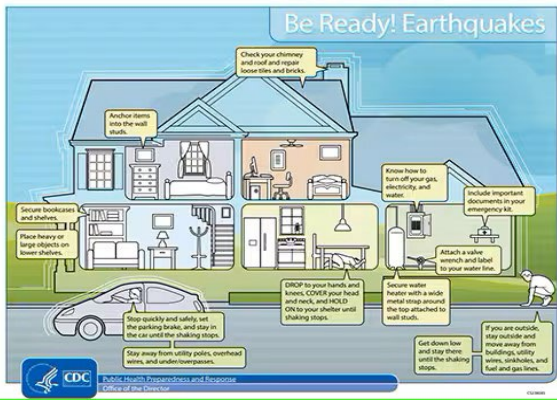 Be Ready! Earthquakes
Check your chimney
and roof and repair
loose tiles and bricks.
Anchor items
into the wall
studs.
Know how to
turn off your gas,
electricity, and
water.
Include important
documents in your
emergency kit.
Secure bookcases
and shelves.
Place heavy or
large objects on
lower shelves.
Attach a valve
wrench and label
to your water line.
DROP to your hands and
knees, COVER your head
and neck, and HOLD
ON to your shelter until
shaking stops.
Secure water
heater with a wide
metal strap around
the top attached to
wall studs.
Stop quickly and safely, set
the parking brake, and stay in
the car until the shaking stops.
Stay away from utility poles, overhead
wires, and under/overpasses.
Get down low
and stay there
until the shaking
stops.
If you are outside,
stay outside and
move away from
buildings, utility
wires, sinkholes, and
fuel and gas lines.
CDC
Public Health Preparedness and Response
Office of the Director